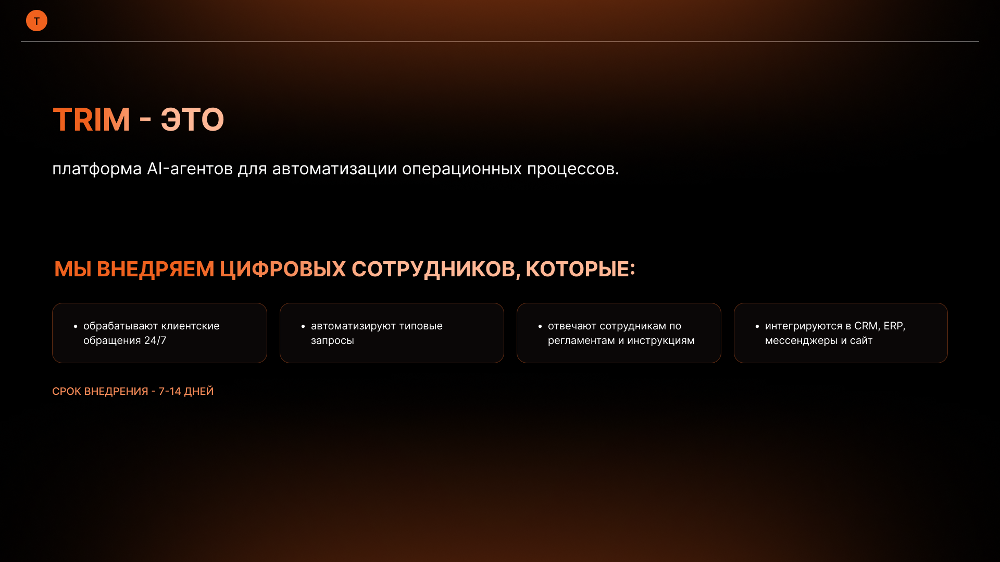 T
TRIM - ЭТО
платформа AI-агентов для автоматизации операционных процессов.
МЫ ВНЕДРЯЕМ ЦИФРОВЫХ СОТРУДНИКОВ, КОТОРЫЕ:
• обрабатывают клиентские
обращения 24/7
• автоматизируют типовые
запросы
• отвечают сотрудникам по
регламентам и инструкциям
• интегрируются в CRM, ERP,
мессенджеры и сайт
СРОК ВНЕДРЕНИЯ - 7-14 ДНЕЙ